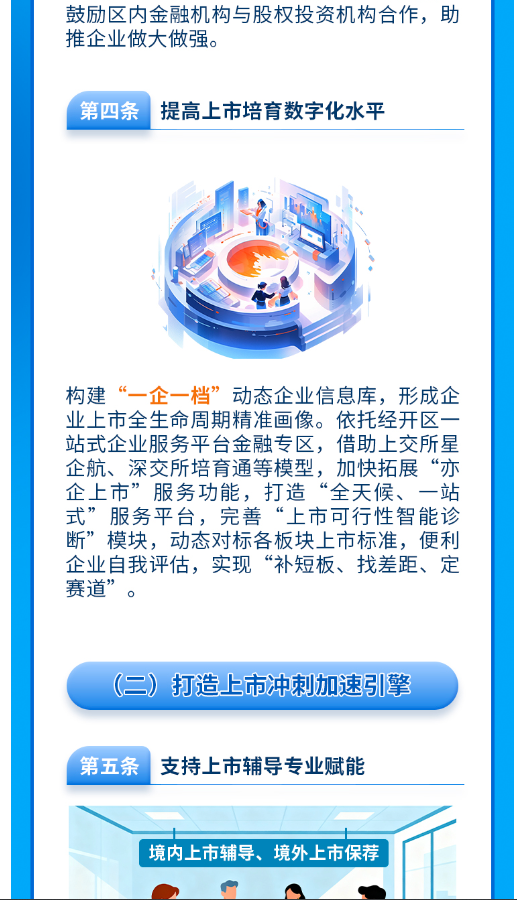 鼓励区内金融机构与股权投资机构合作，助
推企业做大做强。
第四条 提高上市培育数字化水平
构建“一企一档”动态企业信息库，形成企
业上市全生命周期精准画像。依托经开区一
站式企业服务平台金融专区，借助上交所星
企航、深交所培育通等模型，加快拓展“亦
企上市”服务功能，打造“全天候、一站
式”服务平台，完善“上市可行性智能诊
断”模块，动态对标各板块上市标准，便利
企业自我评估，实现“补短板、找差距、定
赛道”。
（二）打造上市冲刺加速引擎
第五条 支持上市辅导专业赋能
境内上市辅导、境外上市保荐